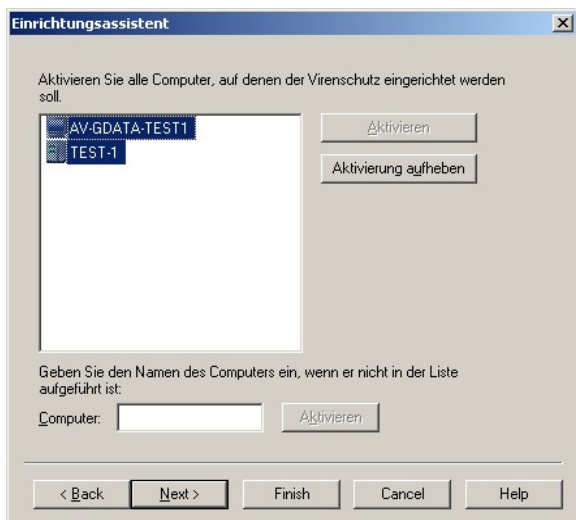 Einrichtungsassistent
Aktivieren Sie alle Computer, auf denen der Virenschutz eingerichtet werden
soll.
AV-GDATA-TEST1
TEST-1
Aktivieren
Aktivierung aufheben
Geben Sie den Namen des Computers ein, wenn er nicht in der Liste
aufgeführt ist:
Computer:
Aktivieren
< Back
Next >
Finish
Cancel
Help